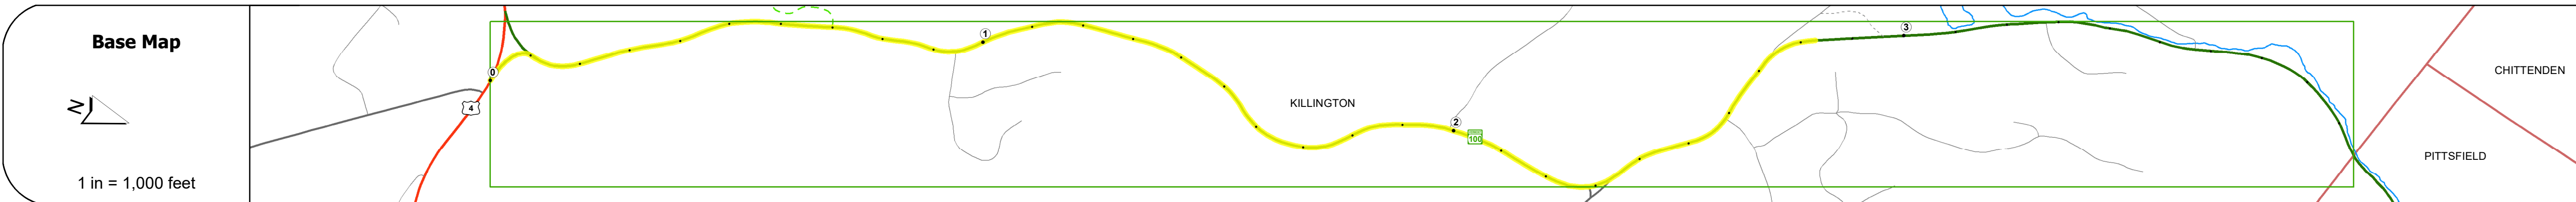 Base Map
N
1 in = 1,000 feet
0
4
1
KILLINGTON
2
100
3
CHITTENDEN
PITTSFIELD